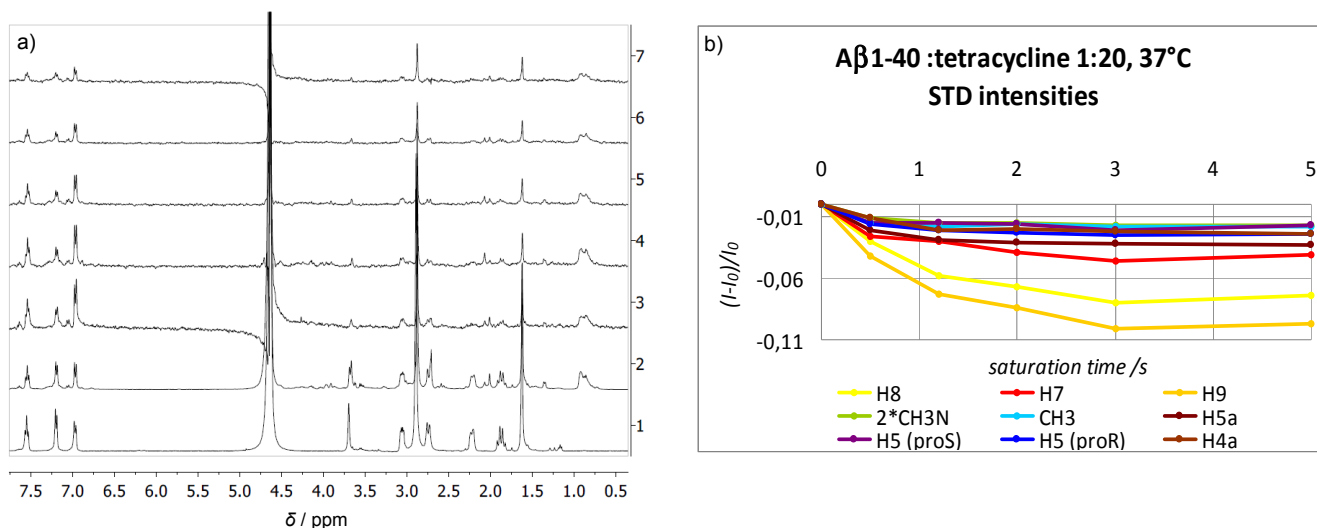 a)
7
6
5
4
3
2
1
7.5 7.0 6.5 6.0 5.5 5.0 4.5 4.0 3.5 3.0 2.5 2.0 1.5 1.0 0.5
δ / ppm
b)
Aβ1-40 :tetracycline 1:20, 37°C
STD intensities
0 1 2 3 4 5
-0,01
-0,06
-0,11
(I-I0)/I0
saturation time /s
H8 H7 H9
2*CH3N CH3 H5a
H5 (proS) H5 (proR) H4a